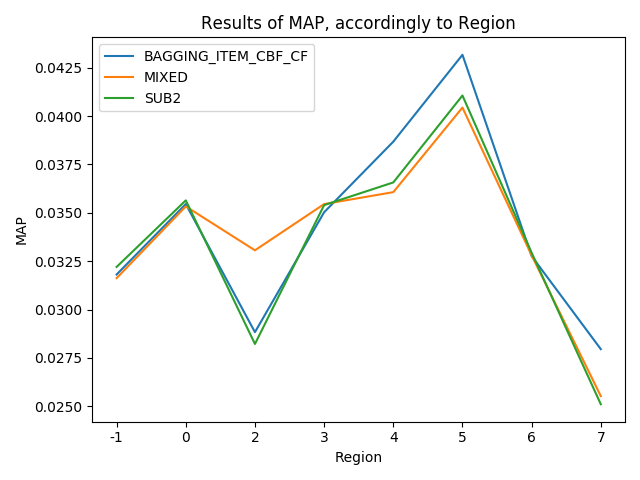 Results of MAP, accordingly to Region
BAGGING_ITEM_CBF_CF
MIXED
SUB2
MAP
0.0425
0.0400
0.0375
0.0350
0.0325
0.0300
0.0275
0.0250
-1 0 2 3 4 5 6 7
Region